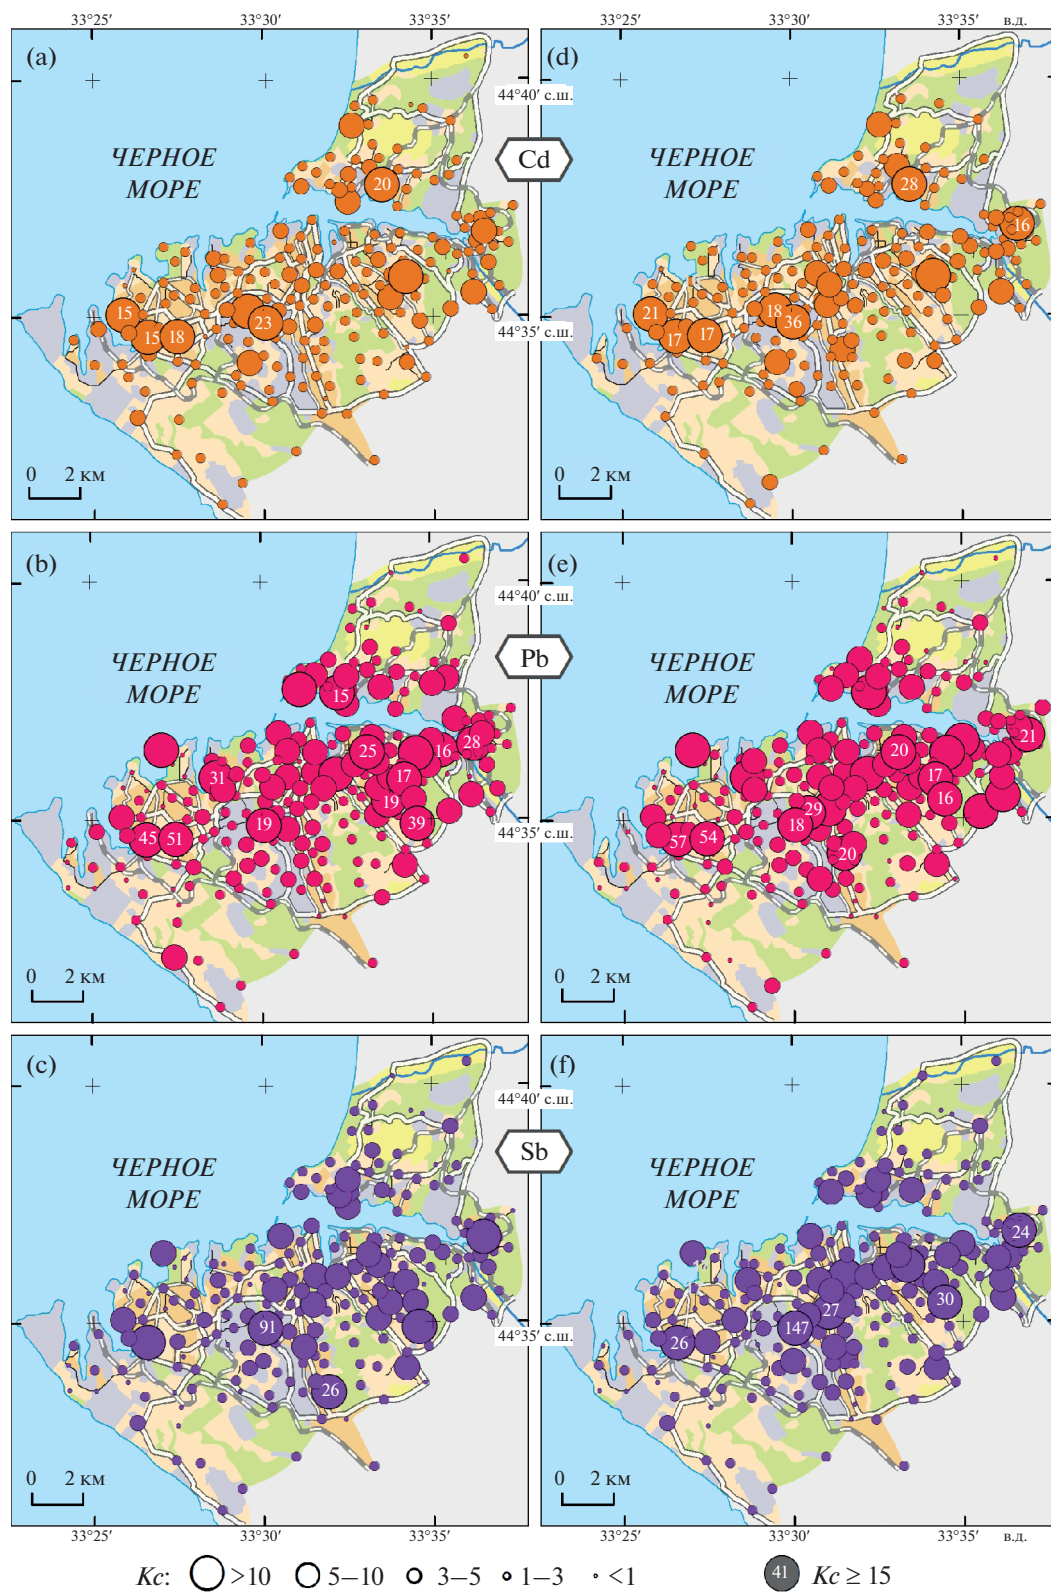 33°25′ 33°30′ 33°35′ 33°25′ 33°30′ 33°35′ в.д.
(a) (d)
44°40′ с.ш.
Cd
ЧЕРНОЕ
МОРЕ
ЧЕРНОЕ
МОРЕ
20 28
16
15 23 21 18 36
15 18 17 17
44°35′ с.ш.
0 2 км 0 2 км
(b) (e)
44°40′ с.ш.
Pb
ЧЕРНОЕ
МОРЕ
ЧЕРНОЕ
МОРЕ
15
25 16 28 20 21
31 17 17
19 16
19 39 29 18
45 51 57 54
20
44°35′ с.ш.
0 2 км 0 2 км
(c) (f)
44°40′ с.ш.
Sb
ЧЕРНОЕ
МОРЕ
ЧЕРНОЕ
МОРЕ
24
30
27
91 147
26
26
44°35′ с.ш.
0 2 км 0 2 км
33°25′ 33°30′ 33°35′ 33°25′ 33°30′ 33°35′ в.д.
Kc: >10 5–10 3–5 1–3 <1 41 Kc ≥ 15